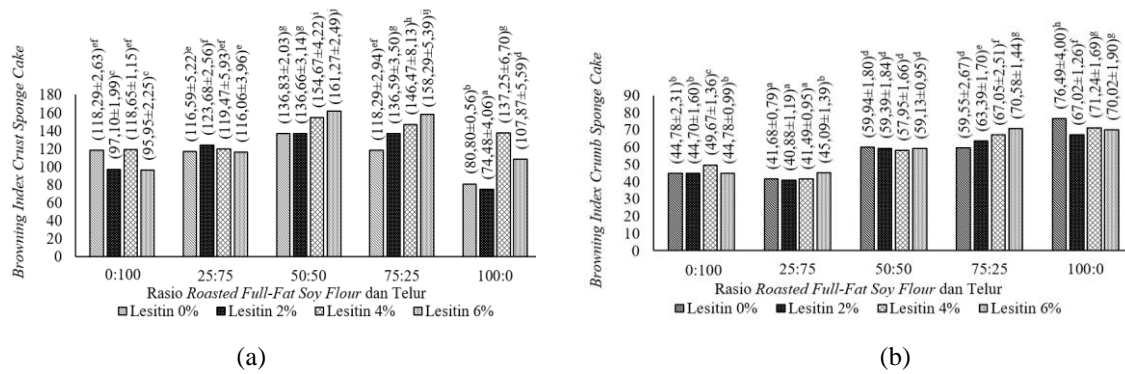 Browning Index Crust Sponge Cake
180
160
140
120
100
80
60
40
20
0
(118,29±2,63)ef
(97,10±1,99)c
(118,65±1,15)ef
(95,95±2,25)c
(116,59±5,22)e
(123,68±2,56)f
(119,47±5,93)ef
(116,06±3,96)e
(136,83±2,03)g
(136,66±3,14)g
(154,67±4,22)i
(161,27±2,49)j
(118,29±2,94)ef
(136,59±3,50)g
(146,47±8,13)h
(158,29±5,39)ij
(80,80±0,56)b
(74,48±4,06)a
(137,25±6,70)g
(107,87±5,59)d
0:100 25:75 50:50 75:25 100:0
Rasio Roasted Full-Fat Soy Flour dan Telur
Lesitin 0% Lesitin 2% Lesitin 4% Lesitin 6%
(a)
Browning Index Crumb Sponge Cake
90
80
70
60
50
40
30
20
10
0
(44,78±2,31)b
(44,70±1,60)b
(49,67±1,36)c
(44,78±0,99)b
(41,68±0,79)a
(40,88±1,19)a
(41,49±0,95)a
(45,09±1,39)b
(59,94±1,80)d
(59,39±1,84)d
(57,95±1,66)d
(59,13±0,95)d
(59,55±2,67)d
(63,39±1,70)e
(67,05±2,51)f
(70,58±1,44)g
(76,49±4,00)h
(67,02±1,26)f
(71,24±1,69)g
(70,02±1,90)g
0:100 25:75 50:50 75:25 100:0
Rasio Roasted Full-Fat Soy Flour dan Telur
Lesitin 0% Lesitin 2% Lesitin 4% Lesitin 6%
(b)